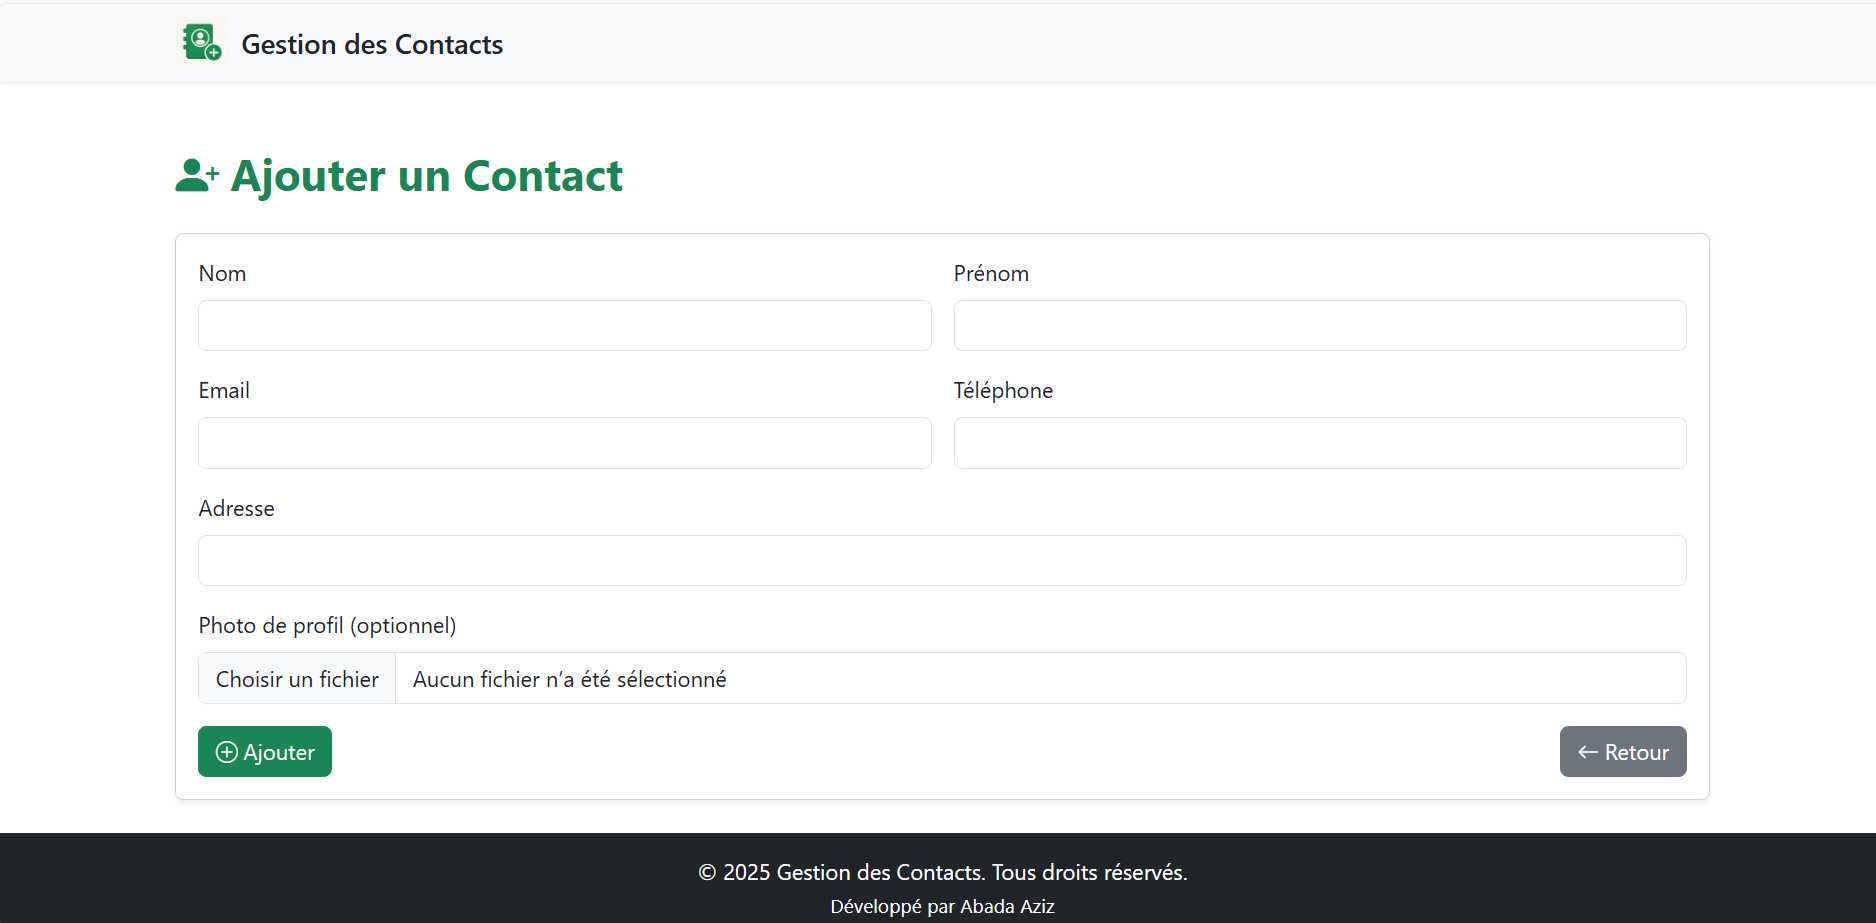 Gestion des Contacts
Ajouter un Contact
Nom
Prénom
Email
Téléphone
Adresse
Photo de profil (optionnel)
Choisir un fichier Aucun fichier n’a été sélectionné
Ajouter
Retour
© 2025 Gestion des Contacts. Tous droits réservés.
Développé par Abada Aziz